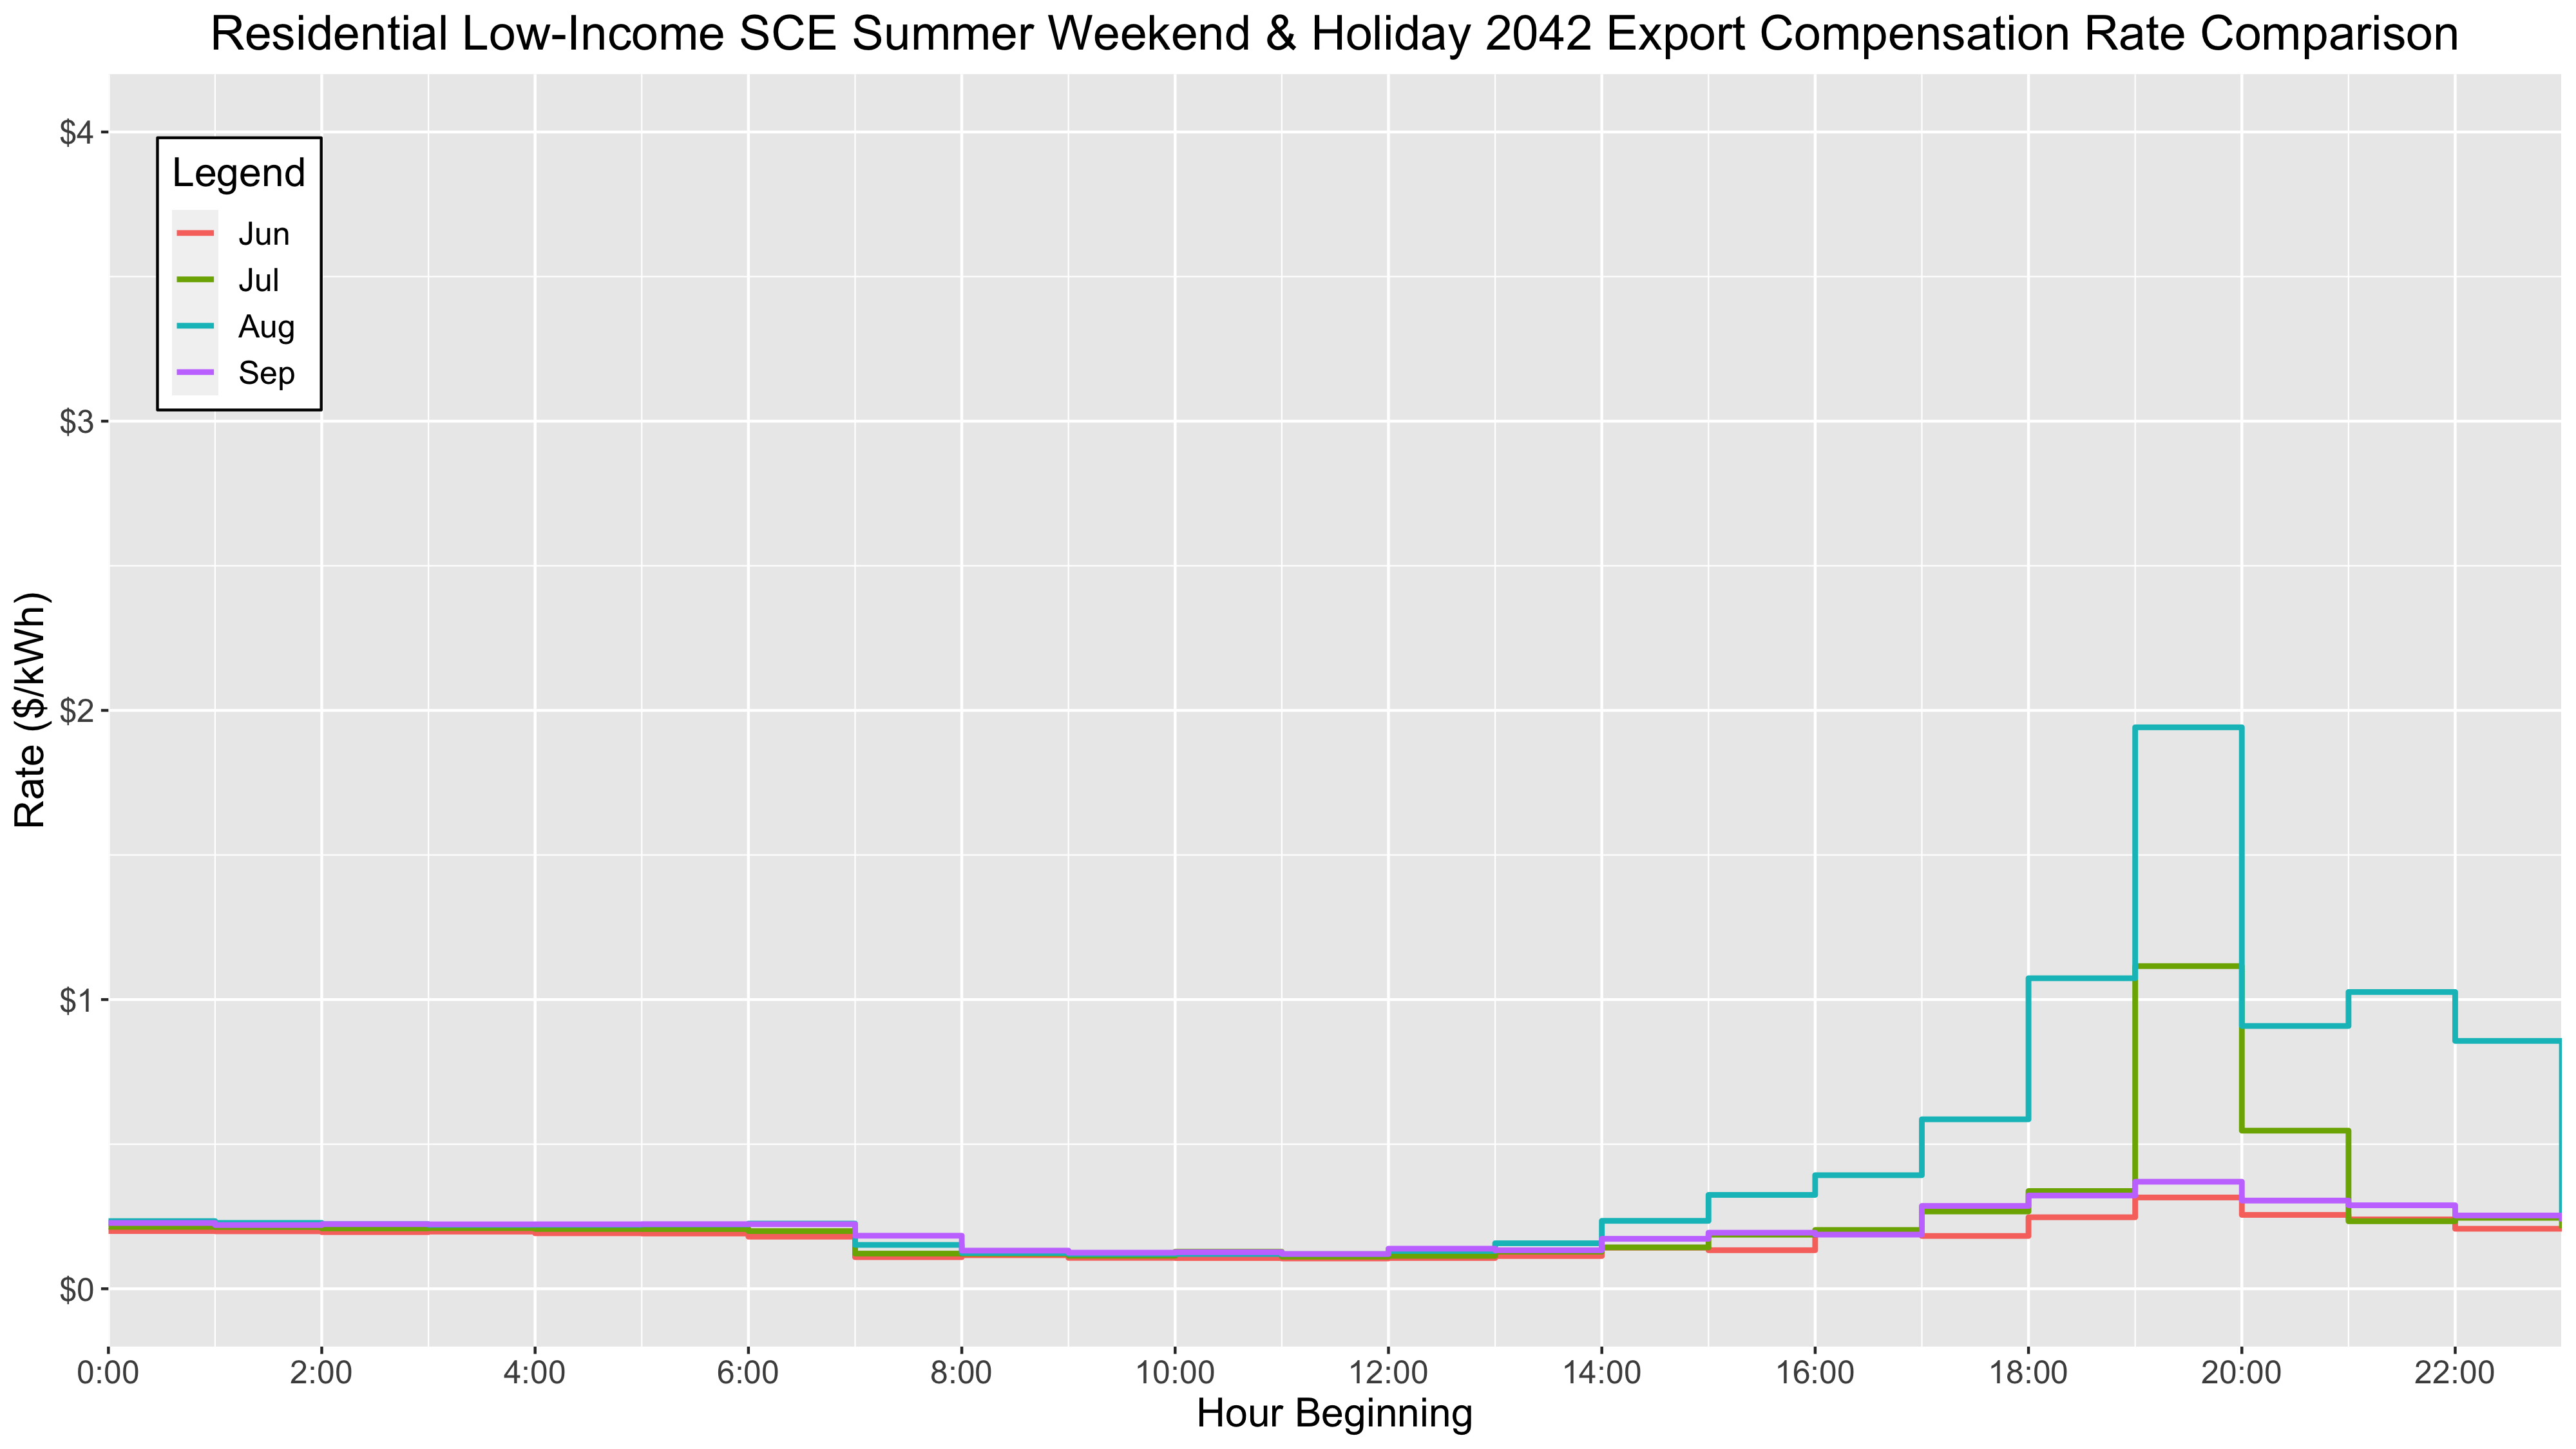 Residential Low-Income SCE Summer Weekend & Holiday 2042 Export Compensation Rate Comparison
$4
Legend
Jun
Jul
Aug
Sep
$3
$2
$1
$0
Rate ($/kWh)
0:00 2:00 4:00 6:00 8:00 10:00 12:00 14:00 16:00 18:00 20:00 22:00
Hour Beginning